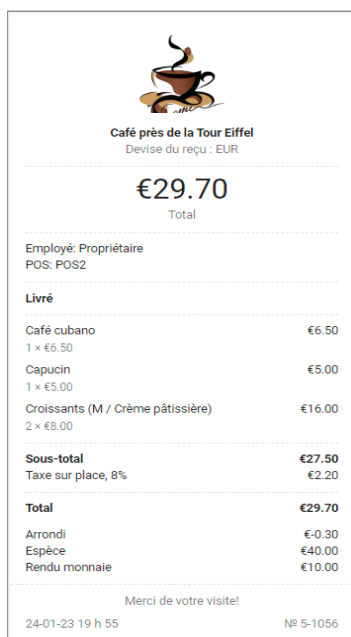 Café près de la Tour Eiffel
Devise du reçu : EUR
€29.70
Total
Employé: Propriétaire
POS: POS2
Livré
Café cubano €6.50
1 × €6.50
Capucin €5.00
1 × €5.00
Croissants (M / Crème pâtissière) €16.00
2 × €8.00
Sous-total €27.50
Taxe sur place, 8% €2.20
Total €29.70
Arrondi €-0.30
Espèce €40.00
Rendu monnaie €10.00
Merci de votre visite!
24-01-23 19 h 55 № 5-1056